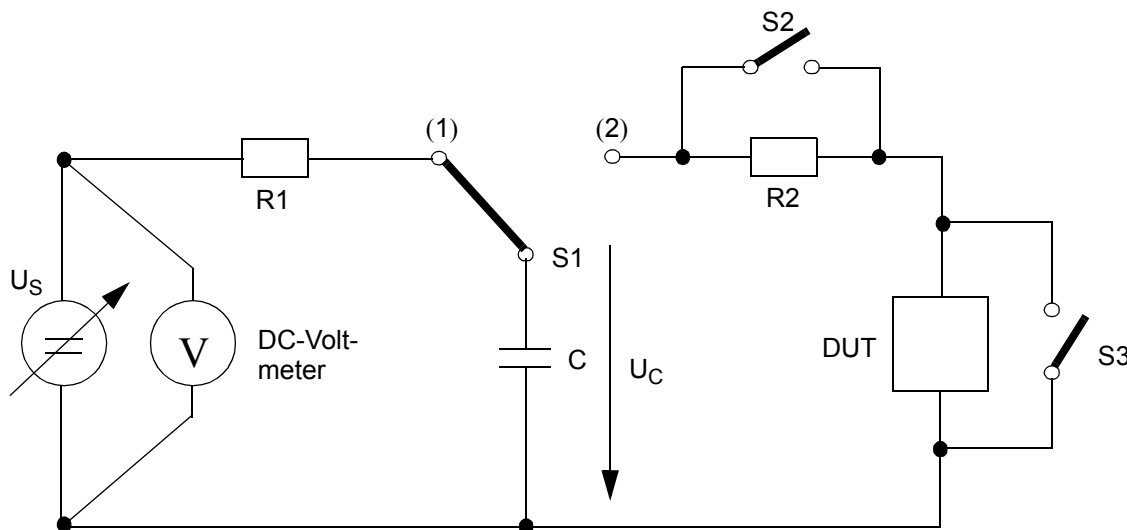 S2
(1)
(2)
R1
R2
S1
U_S
V
DC-Volt-
meter
C
U_C
DUT
S3